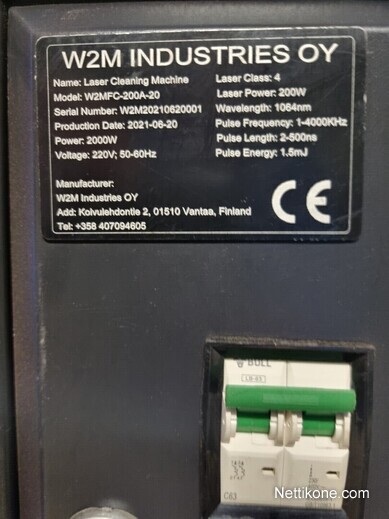 W2M INDUSTRIES OY
Name: Laser Cleaning Machine
Model: W2MFC-200A-20
Serial Number: W2M20210620001
Production Date: 2021-06-20
Power: 2000W
Voltage: 220V; 50-60Hz
Laser Class: 4
Laser Power: 200W
Wavelength: 1064nm
Pulse Frequency: 1-4000KHz
Pulse Length: 2-500ns
Pulse Energy: 1.5mJ
Manufacturer:
W2M Industries OY
Add: Koivulehdontie 2, 01510 Vantaa, Finland
Tel: +358 407094605
CE
BULL
C63
Nettikone.com